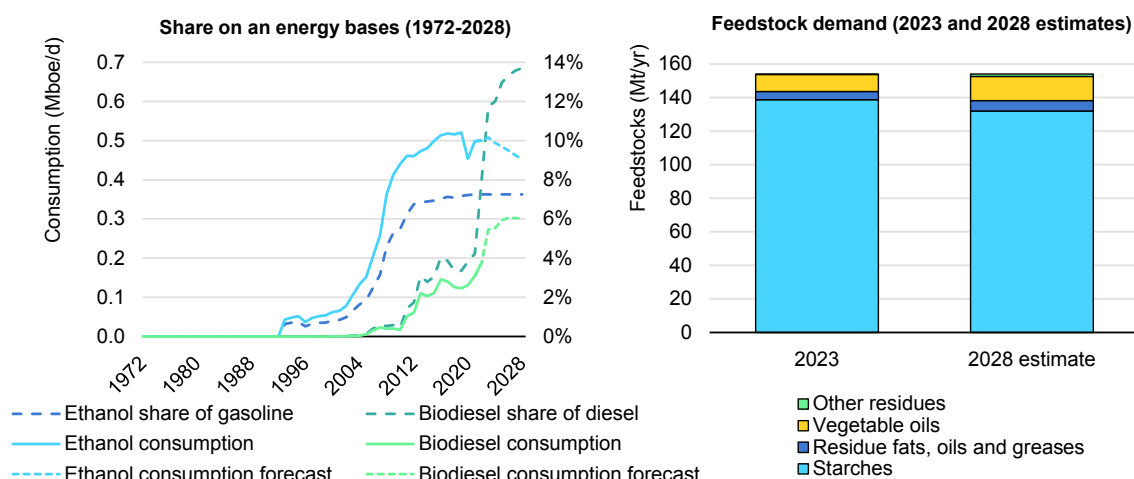 Share on an energy bases (1972-2028)
Consumption (Mboe/d)
0.7
0.6
0.5
0.4
0.3
0.2
0.1
0.0
14%
12%
10%
8%
6%
4%
2%
0%
1972
1980
1988
1996
2004
2012
2020
2028
Ethanol share of gasoline
Biodiesel share of diesel
Ethanol consumption
Biodiesel consumption
Ethanol consumption forecast
Biodiesel consumption forecast
Feedstock demand (2023 and 2028 estimates)
Feedstocks (Mt/yr)
160
140
120
100
80
60
40
20
0
2023
2028 estimate
Other residues
Vegetable oils
Residue fats, oils and greases
Starches